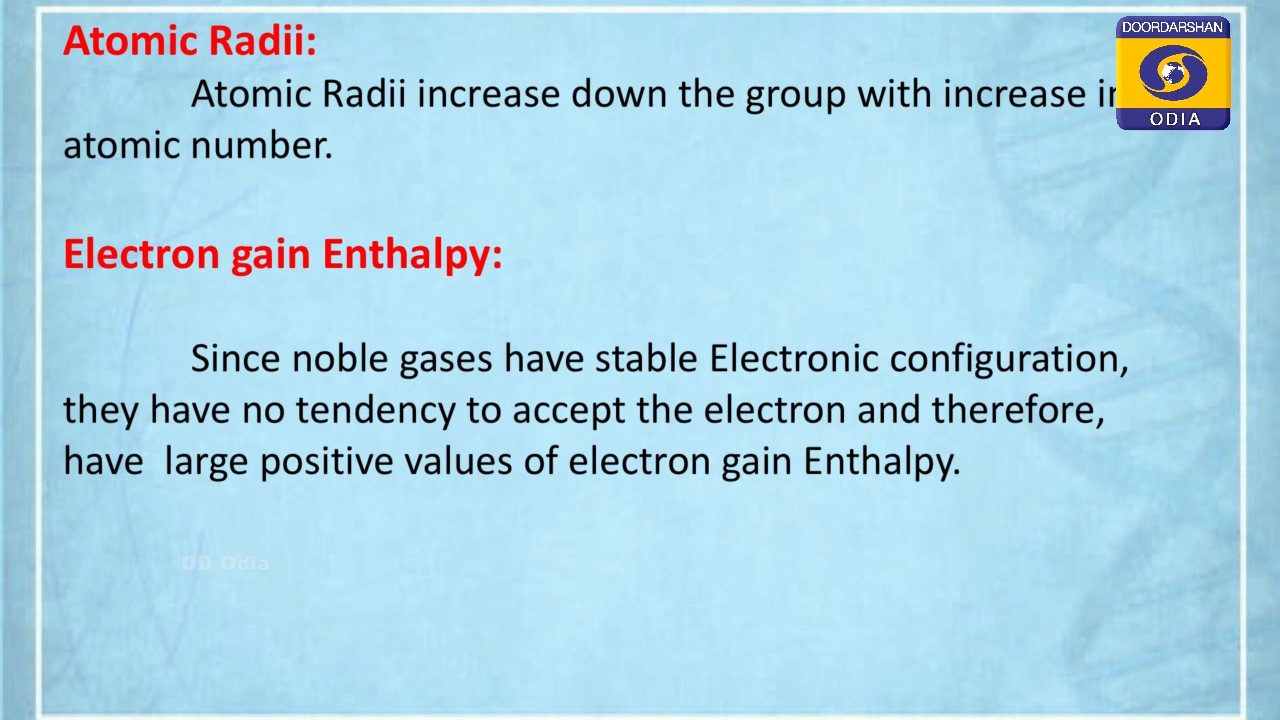 Atomic Radii:
DOORDARSHAN
Atomic Radii increase down the group with increase
ODIA
atomic number.
Electron gain Enthalpy:
Since noble gases have stable Electronic configuration,
they have no tendency to accept the electron and therefore,
have large positive values of electron gain Enthalpy.
DD Odia